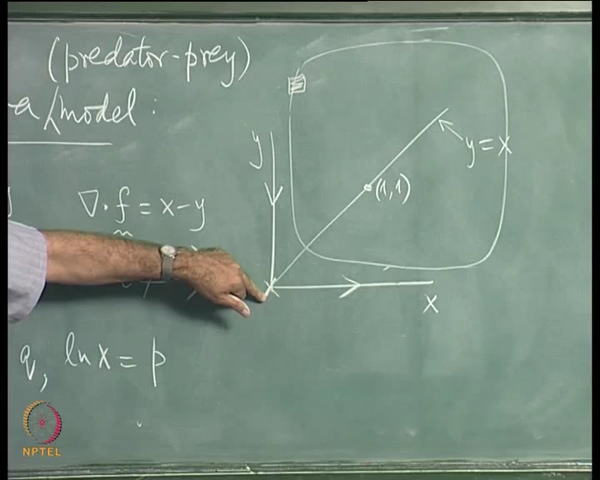 (predator-prey)
model:
y
y = x
(1,1)
∇·f = x-y
x
q, ln x = p
NPTEL